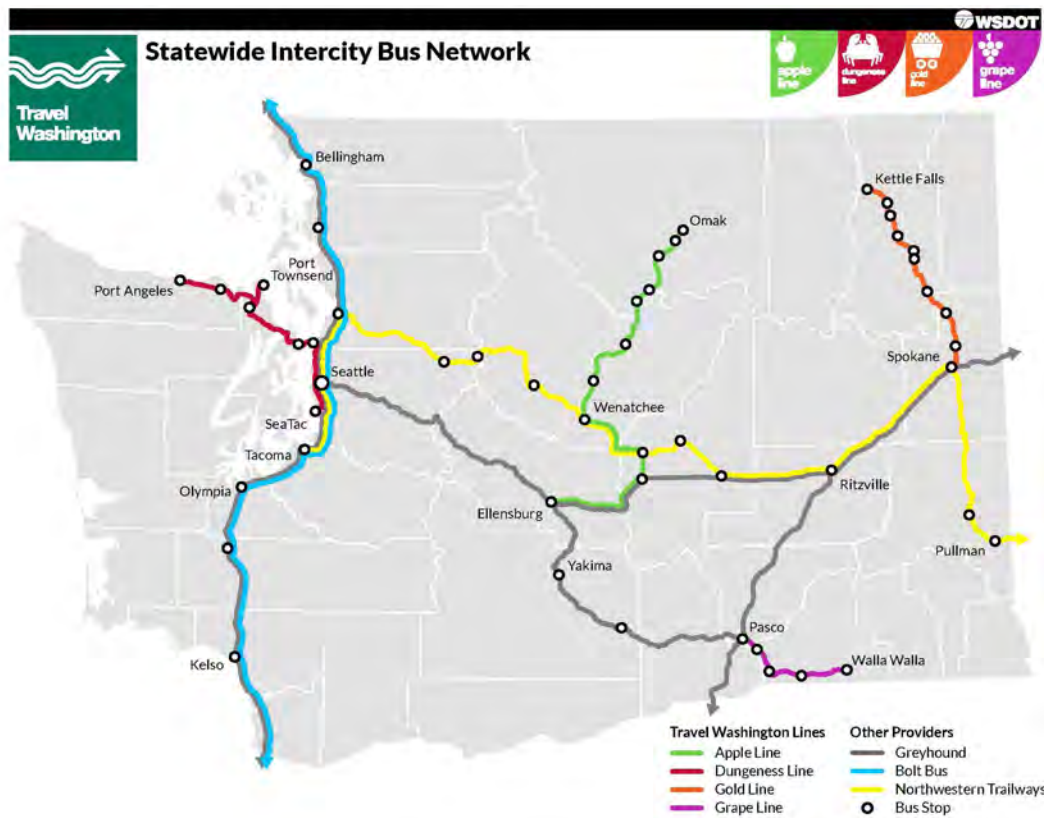 WSDOT
Statewide Intercity Bus Network
Travel
Washington
apple
line
dungeness
line
gold
line
grape
line
Bellingham
Kettle Falls
Omak
Port
Townsend
Port Angeles
Spokane
Seattle
Wenatchee
SeaTac
Tacoma
Ritzville
Olympia
Ellensburg
Pullman
Yakima
Pasco
Kelso
Walla Walla
Travel Washington Lines
Apple Line
Dungeness Line
Gold Line
Grape Line
Other Providers
Greyhound
Bolt Bus
Northwestern Trailways
Bus Stop